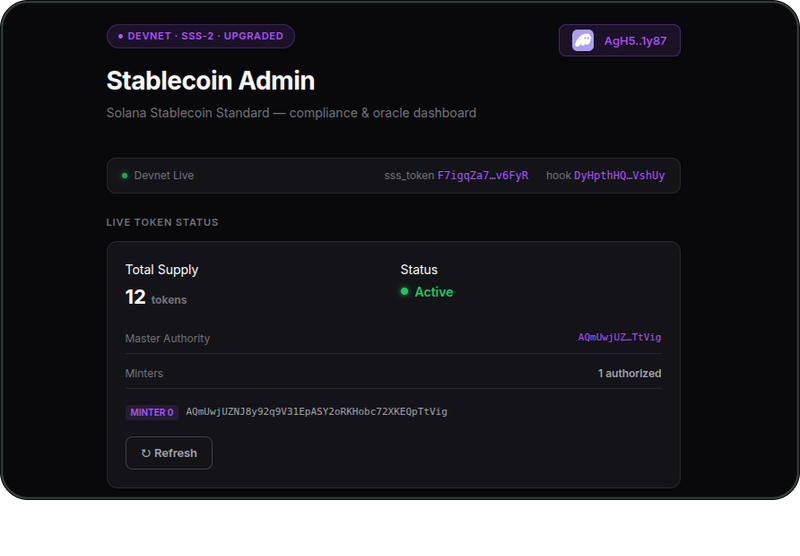 DEVNET · SSS-2 · UPGRADED
AgH5..1y87
Stablecoin Admin
Solana Stablecoin Standard — compliance & oracle dashboard
Devnet Live
sss_token F7igqZa7…v6FyR
hook DyHpthHQ…VshUy
LIVE TOKEN STATUS
Total Supply
Status
12 tokens
Active
Master Authority
AQmUwjUZ…TtVig
Minters
1 authorized
MINTER 0 AQmUwjUZNJ8y92q9V31EpASY2oRKHobc72XKEQpTtVig
↻ Refresh